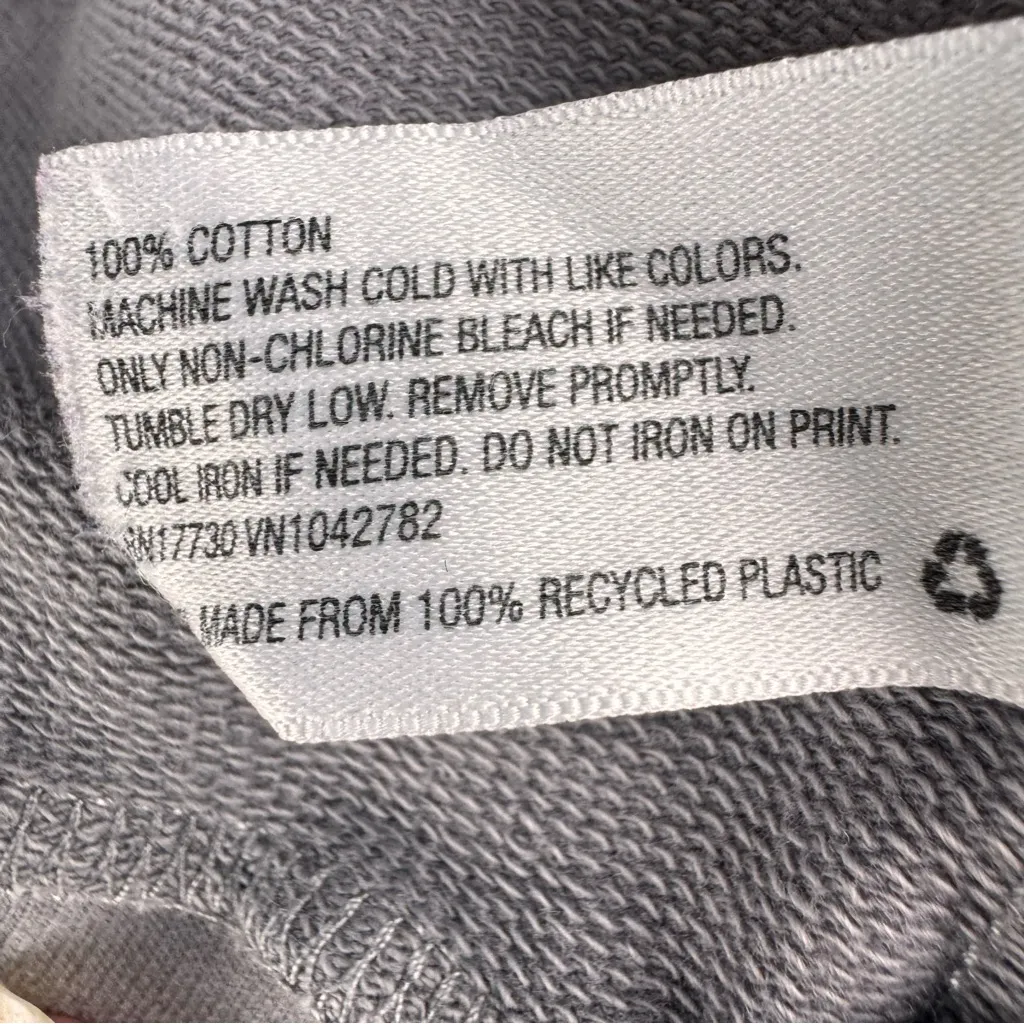 100% COTTON
MACHINE WASH COLD WITH LIKE COLORS.
ONLY NON-CHLORINE BLEACH IF NEEDED.
TUMBLE DRY LOW. REMOVE PROMPTLY.
COOL IRON IF NEEDED. DO NOT IRON ON PRINT.
RN17730 VN1042782
MADE FROM 100% RECYCLED PLASTIC